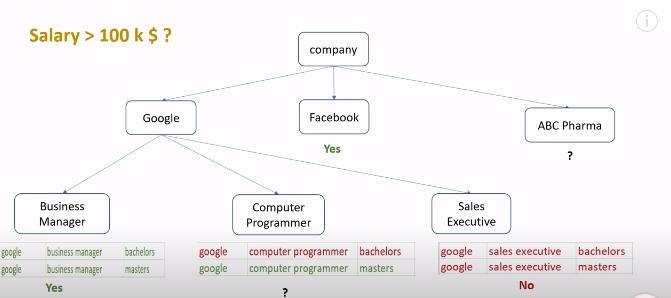 Salary > 100 k $ ?
company
Google
Facebook
ABC Pharma
Yes
?
Business
Manager
Computer
Programmer
Sales
Executive
google business manager bachelors
google business manager masters
google computer programmer bachelors
google computer programmer masters
google sales executive bachelors
google sales executive masters
Yes
?
No